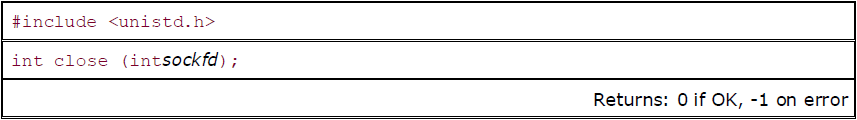 #include <unistd.h>
int close (intsockfd);
Returns: 0 if OK, -1 on error